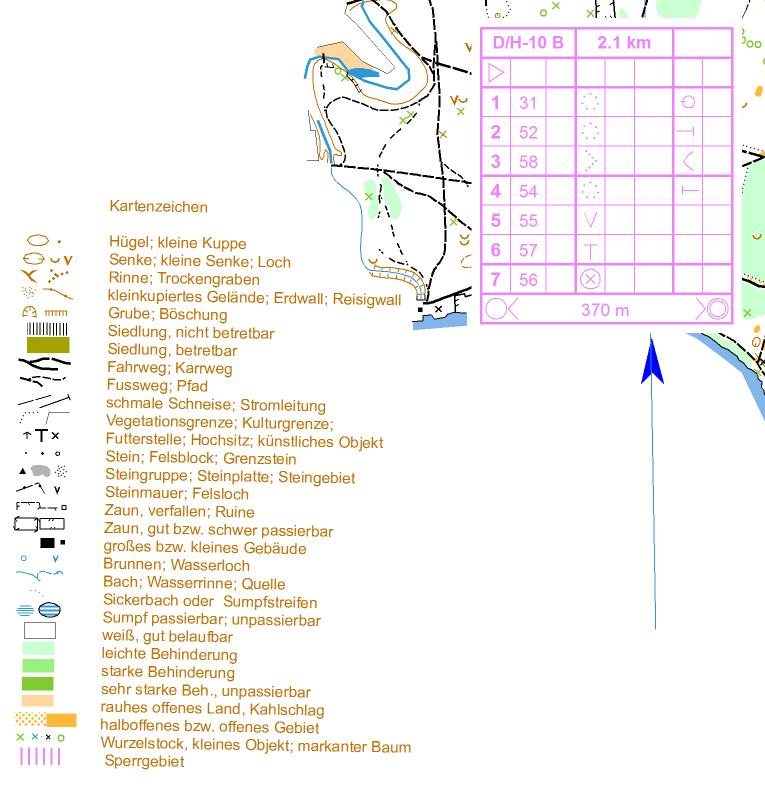 D/H-10 B 2.1 km
1 31
2 52
3 58
4 54
5 55
6 57
7 56
370 m
Kartenzeichen
Hügel; kleine Kuppe
Senke; kleine Senke; Loch
Rinne; Trockengraben
kleinkupiertes Gelände; Erdwall; Reisigwall
Grube; Böschung
Siedlung, nicht betretbar
Siedlung, betretbar
Fahrweg; Karrweg
Fussweg; Pfad
schmale Schneise; Stromleitung
Vegetationsgrenze; Kulturgrenze;
Futterstelle; Hochsitz; künstliches Objekt
Stein; Felsblock; Grenzstein
Steingruppe; Steinplatte; Steingebiet
Steinmauer; Felsloch
Zaun, verfallen; Ruine
Zaun, gut bzw. schwer passierbar
großes bzw. kleines Gebäude
Brunnen; Wasserloch
Bach; Wasserrinne; Quelle
Sickerbach oder Sumpfstreifen
Sumpf passierbar; unpassierbar
weiß, gut belaufbar
leichte Behinderung
starke Behinderung
sehr starke Beh., unpassierbar
rauhes offenes Land, Kahlschlag
halboffenes bzw. offenes Gebiet
Wurzelstock, kleines Objekt; markanter Baum
Sperrgebiet